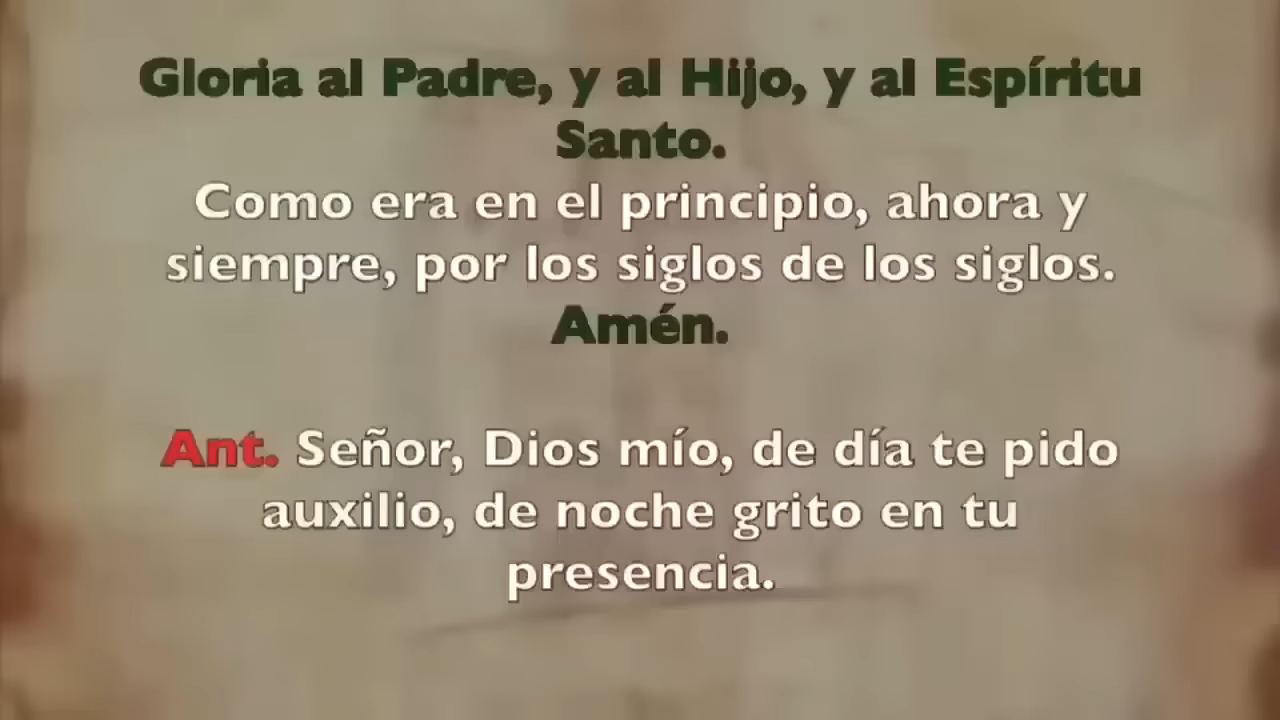 Gloria al Padre, y al Hijo, y al Espíritu
Santo.
Como era en el principio, ahora y
siempre, por los siglos de los siglos.
Amén.
Ant. Señor, Dios mío, de día te pido
auxilio, de noche grito en tu
presencia.